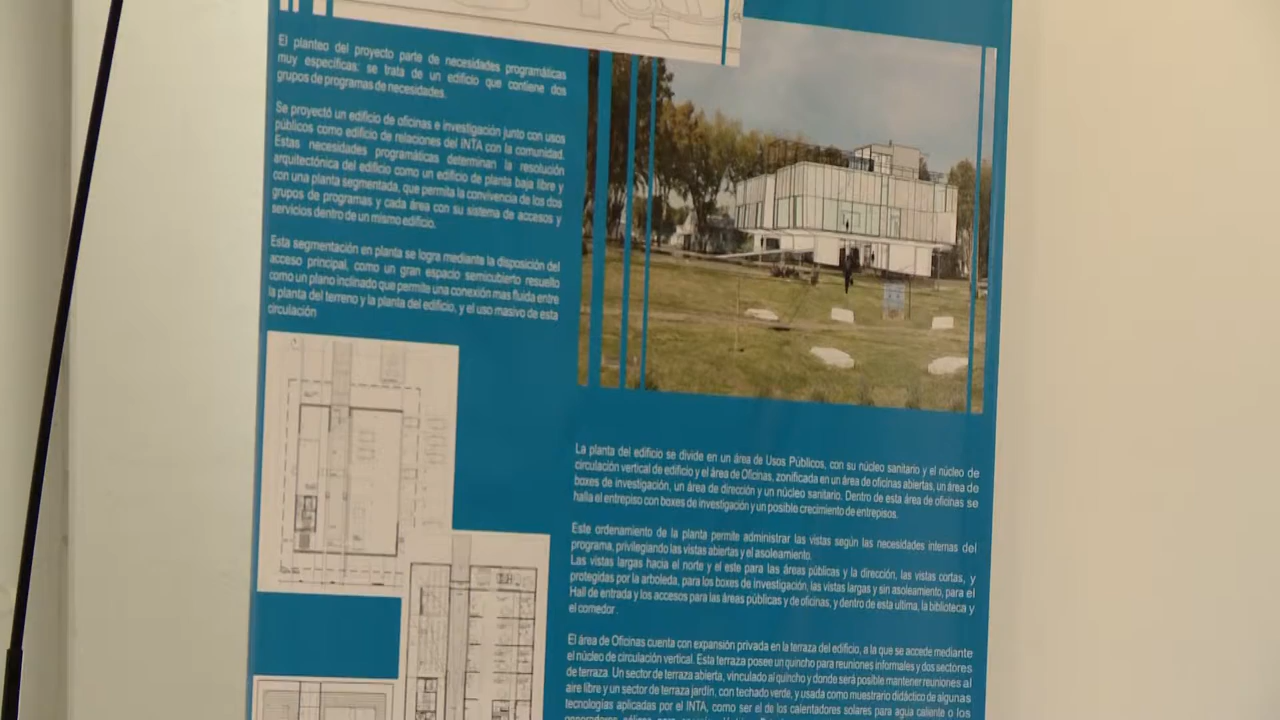 El planteo del proyecto parte de necesidades programáticas
muy específicas: se trata de un edificio que contiene dos
grupos de programas de necesidades.
Se proyectó un edificio de oficinas e investigación junto con usos
públicos como edificio de relaciones del INTA con la comunidad.
Estas necesidades programáticas determinan la resolución
arquitectónica del edificio como un edificio de planta baja libre y
con una planta segmentada, que permita la convivencia de los dos
grupos de programas y cada área con su sistema de accesos y
servicios dentro de un mismo edificio.
Esta segmentación en planta se logra mediante la disposición del
acceso principal, como un gran espacio semicubierto resuelto
como un plano inclinado que permite una conexión mas fluida entre
la planta del terreno y la planta del edificio, y el uso masivo de esta
circulación
La planta del edificio se divide en un área de Usos Públicos, con su núcleo sanitario y el núcleo de
circulación vertical de edificio y el área de Oficinas, zonificada en un área de oficinas abiertas, un área de
boxes de investigación, un área de dirección y un núcleo sanitario. Dentro de esta área de oficinas se
halla el entrepiso con boxes de investigación y un posible crecimiento de entrepisos.
Este ordenamiento de la planta permite administrar las vistas según las necesidades internas del
programa, privilegiando las vistas abiertas y el asoleamiento.
Las vistas largas hacia el norte y el este para las áreas públicas y la dirección, las vistas cortas, y
protegidas por la arboleda, para los boxes de investigación, las vistas largas y sin asoleamiento, para el
Hall de entrada y los accesos para las áreas públicas y de oficinas, y dentro de esta ultima, la biblioteca y
el comedor.
El área de Oficinas cuenta con expansión privada en la terraza del edificio, a la que se accede mediante
el núcleo de circulación vertical. Esta terraza posee un quincho para reuniones informales y dos sectores
de terraza. Un sector de terraza abierta, vinculado al quincho y donde será posible mantener reuniones al
aire libre y un sector de terraza jardín, con techado verde, y usada como muestrario didáctico de algunas
tecnologías aplicadas por el INTA, como ser el de los calentadores solares para agua caliente o los